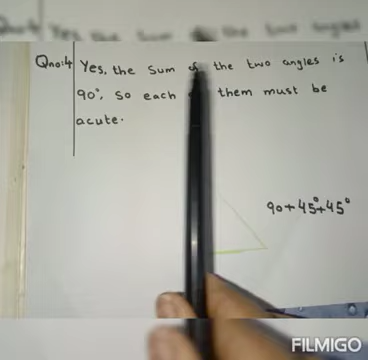 Qno:4 Yes, the sum of the two angles is
90°, so each them must be
acute.
90+45°+45°
FILMIGO